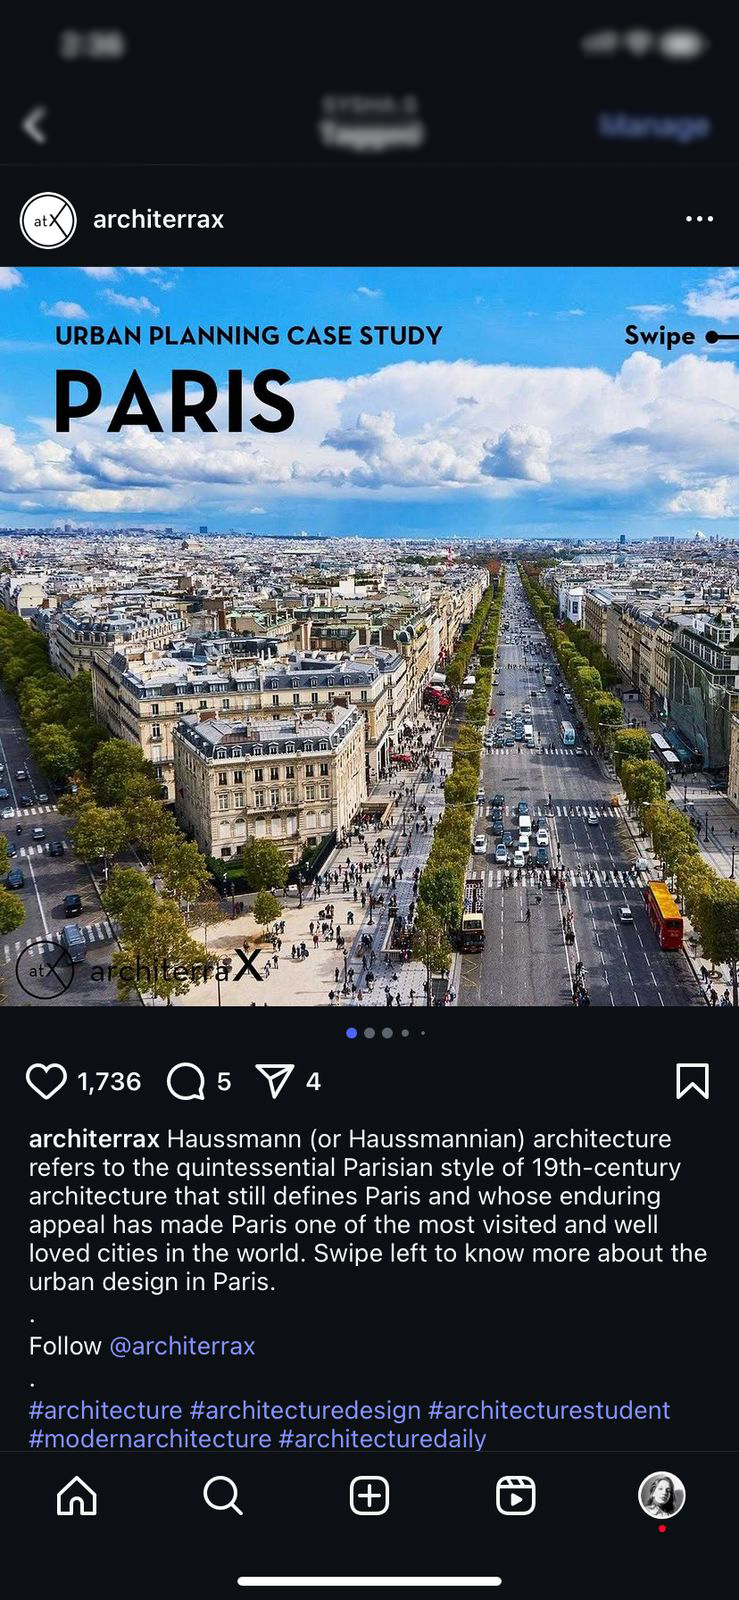 Tagged
Manage
atX architerrax
URBAN PLANNING CASE STUDY
Swipe
PARIS
atX architerraX
1,736 5 4
architerrax Haussmann (or Haussmannian) architecture
refers to the quintessential Parisian style of 19th-century
architecture that still defines Paris and whose enduring
appeal has made Paris one of the most visited and well
loved cities in the world. Swipe left to know more about the
urban design in Paris.
.
Follow @architerrax
.
#architecture #architecturedesign #architecturestudent
#modernarchitecture #architecturedaily